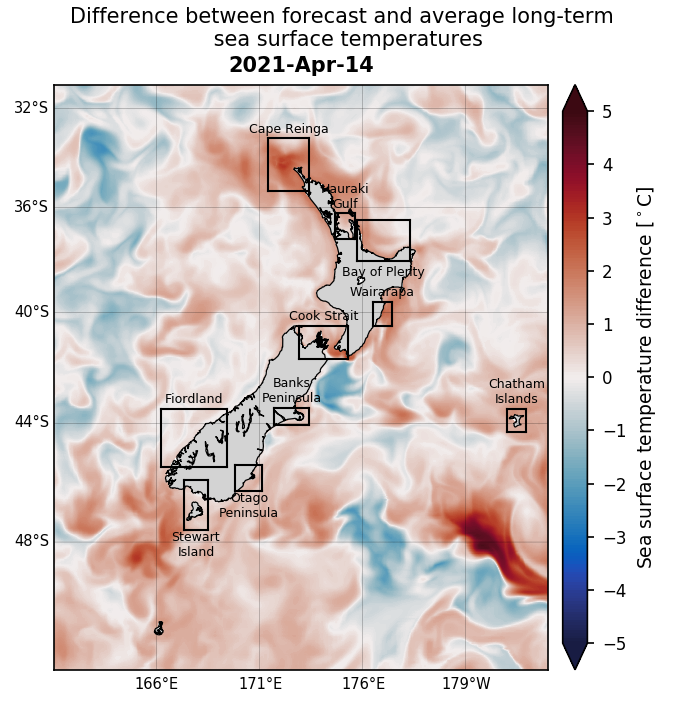 Difference between forecast and average long-term
sea surface temperatures
2021-Apr-14
32°S
36°S
40°S
44°S
48°S
166°E
171°E
176°E
179°W
Cape Reinga
Hauraki
Gulf
Bay of Plenty
Wairarapa
Cook Strait
Banks
Peninsula
Fiordland
Chatham
Islands
Otago
Peninsula
Stewart
Island
5
4
3
2
1
0
−1
−2
−3
−4
−5
Sea surface temperature difference [°C]